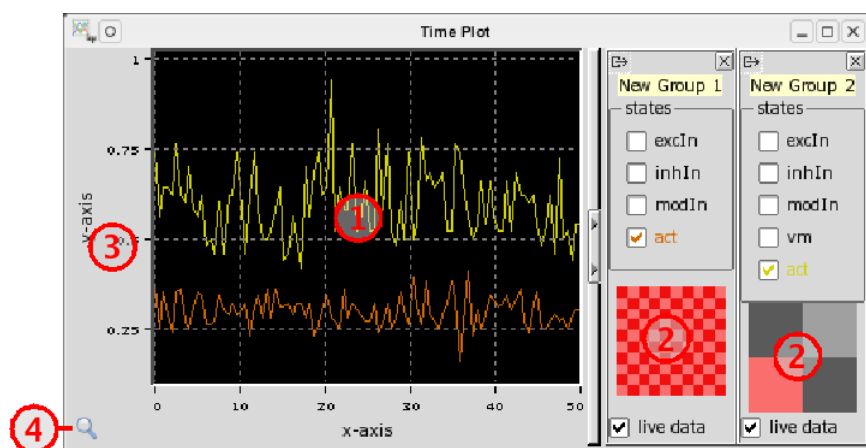 Time Plot
1
0.75
0.5
0.25
y-axis
0
10
20
30
40
50
x-axis
New Group 1
states
excIn
inhIn
modIn
act
live data
New Group 2
states
excIn
inhIn
modIn
vm
act
live data
1
2
2
3
4